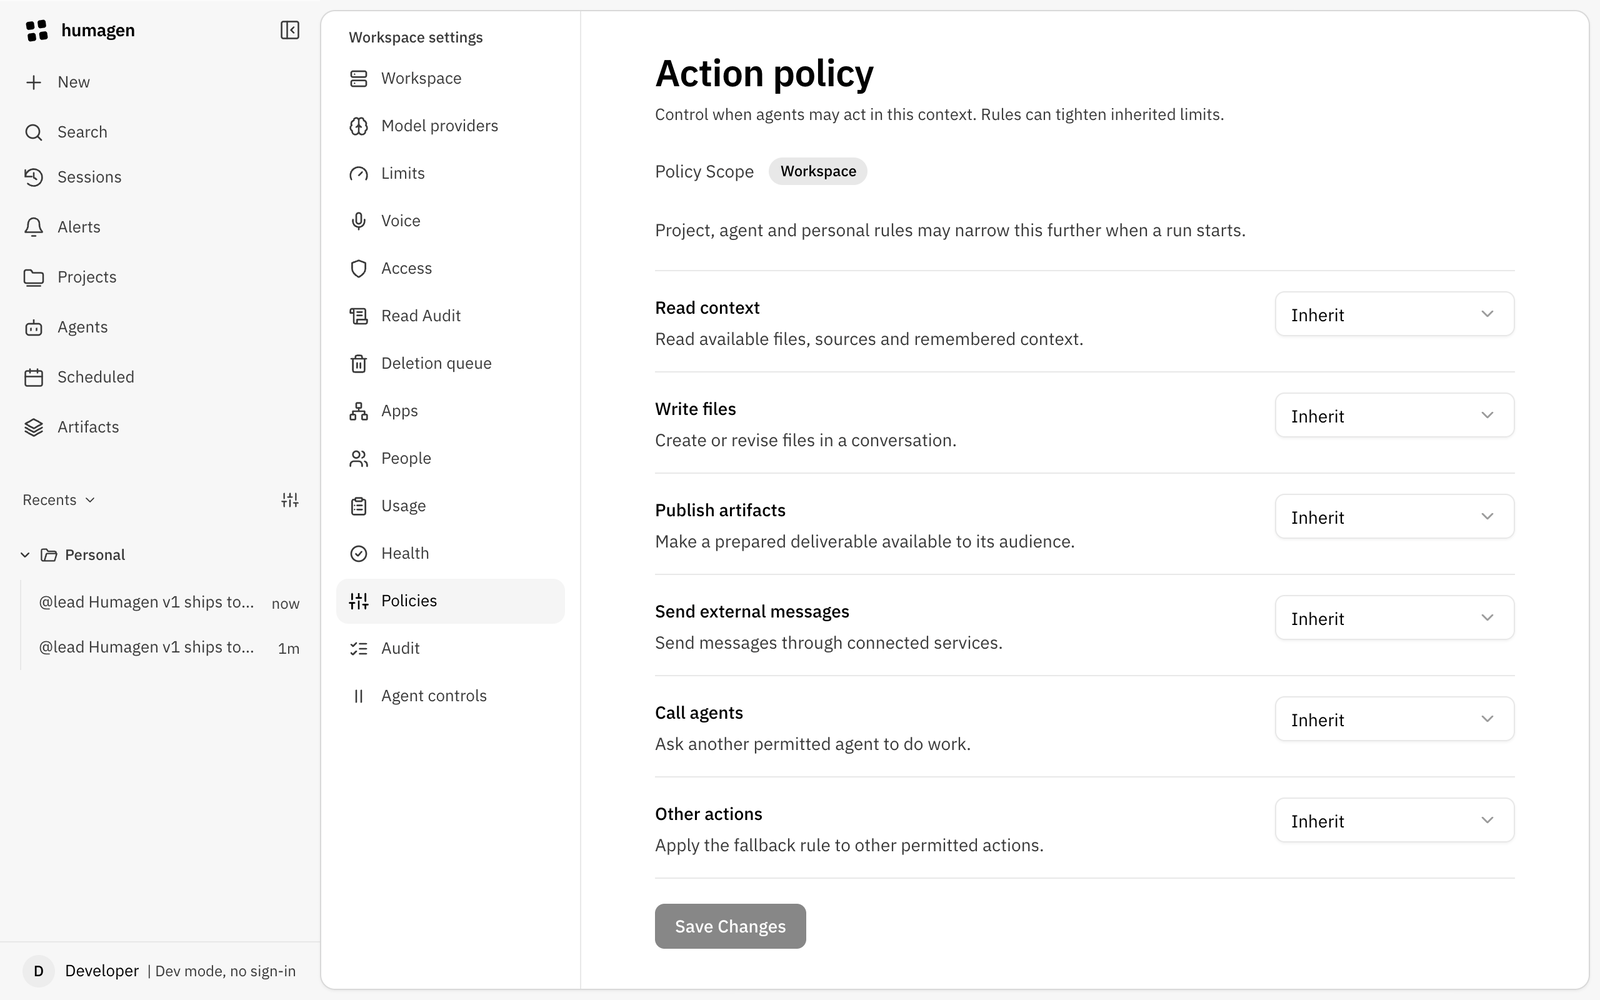 humagen
New
Search
Sessions
Alerts
Projects
Agents
Scheduled
Artifacts
Recents
Personal
@lead Humagen v1 ships to... now
@lead Humagen v1 ships to... 1m
D Developer | Dev mode, no sign-in
Workspace settings
Workspace
Model providers
Limits
Voice
Access
Read Audit
Deletion queue
Apps
People
Usage
Health
Policies
Audit
Agent controls
Action policy
Control when agents may act in this context. Rules can tighten inherited limits.
Policy Scope Workspace
Project, agent and personal rules may narrow this further when a run starts.
Read context
Inherit
Read available files, sources and remembered context.
Write files
Inherit
Create or revise files in a conversation.
Publish artifacts
Inherit
Make a prepared deliverable available to its audience.
Send external messages
Inherit
Send messages through connected services.
Call agents
Inherit
Ask another permitted agent to do work.
Other actions
Inherit
Apply the fallback rule to other permitted actions.
Save Changes